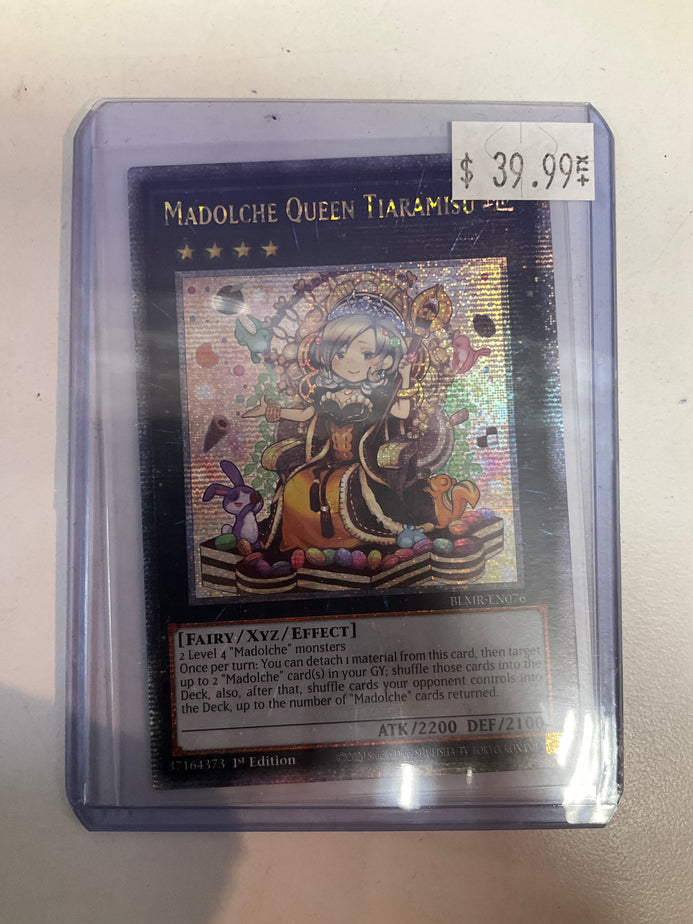 $ 39.99 +TX
MADOLCHE QUEEN TIARAMISU
BLMR-EN076
[FAIRY/XYZ/EFFECT]
2 Level 4 "Madolche" monsters
Once per turn: You can detach 1 material from this card, then target
up to 2 "Madolche" card(s) in your GY; shuffle those cards into the
Deck, also, after that, shuffle cards your opponent controls into
the Deck, up to the number of "Madolche" cards returned.
ATK/2200 DEF/2100
37164373 1st Edition